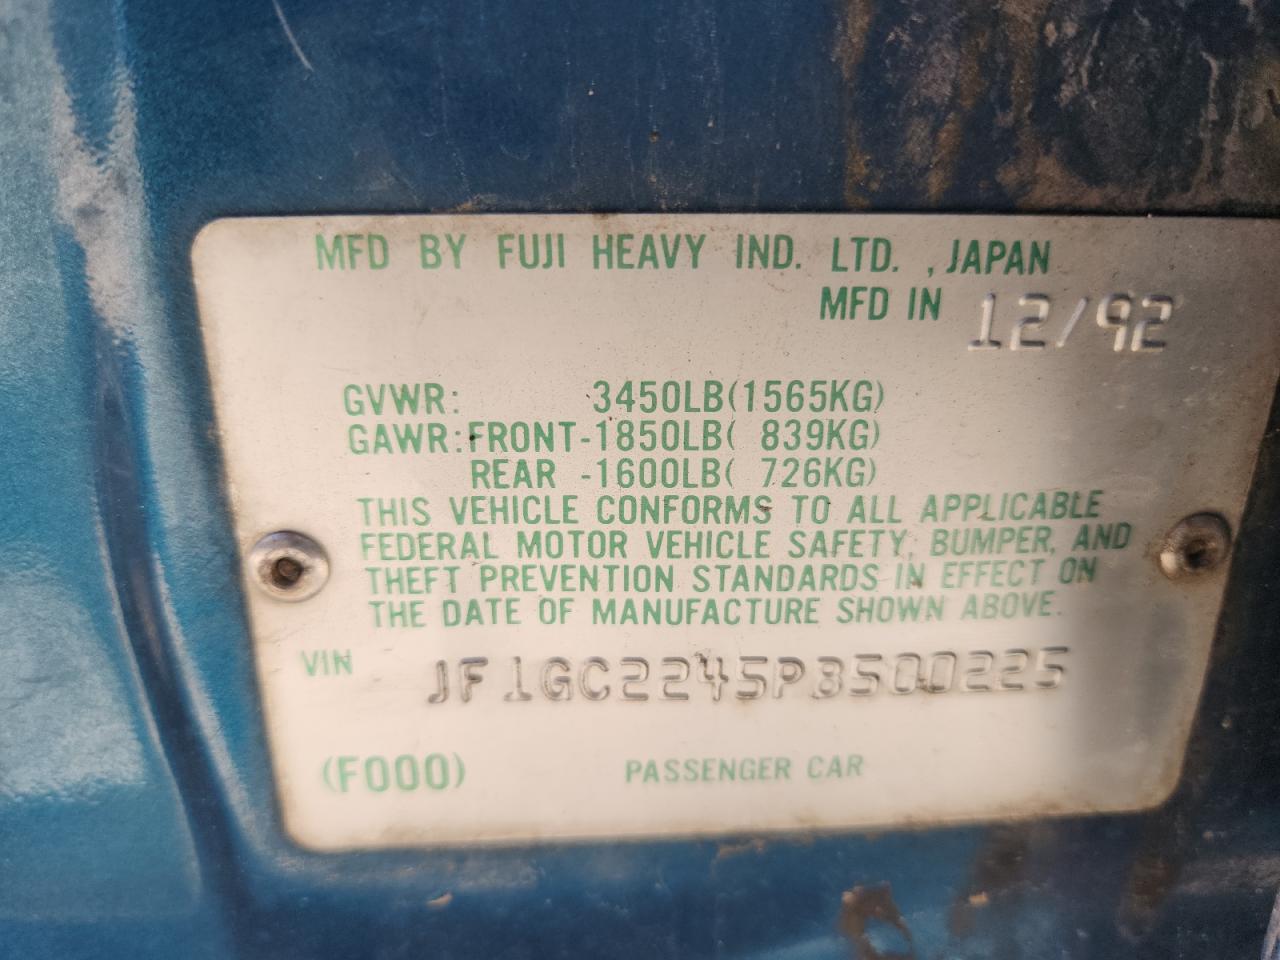 MFD BY FUJI HEAVY IND. LTD. , JAPAN
MFD IN 12/92
GVWR: 3450LB(1565KG)
GAWR:FRONT-1850LB( 839KG)
REAR -1600LB( 726KG)
THIS VEHICLE CONFORMS TO ALL APPLICABLE
FEDERAL MOTOR VEHICLE SAFETY, BUMPER, AND
THEFT PREVENTION STANDARDS IN EFFECT ON
THE DATE OF MANUFACTURE SHOWN ABOVE.
VIN JF1GC2245PB500225
(F000) PASSENGER CAR